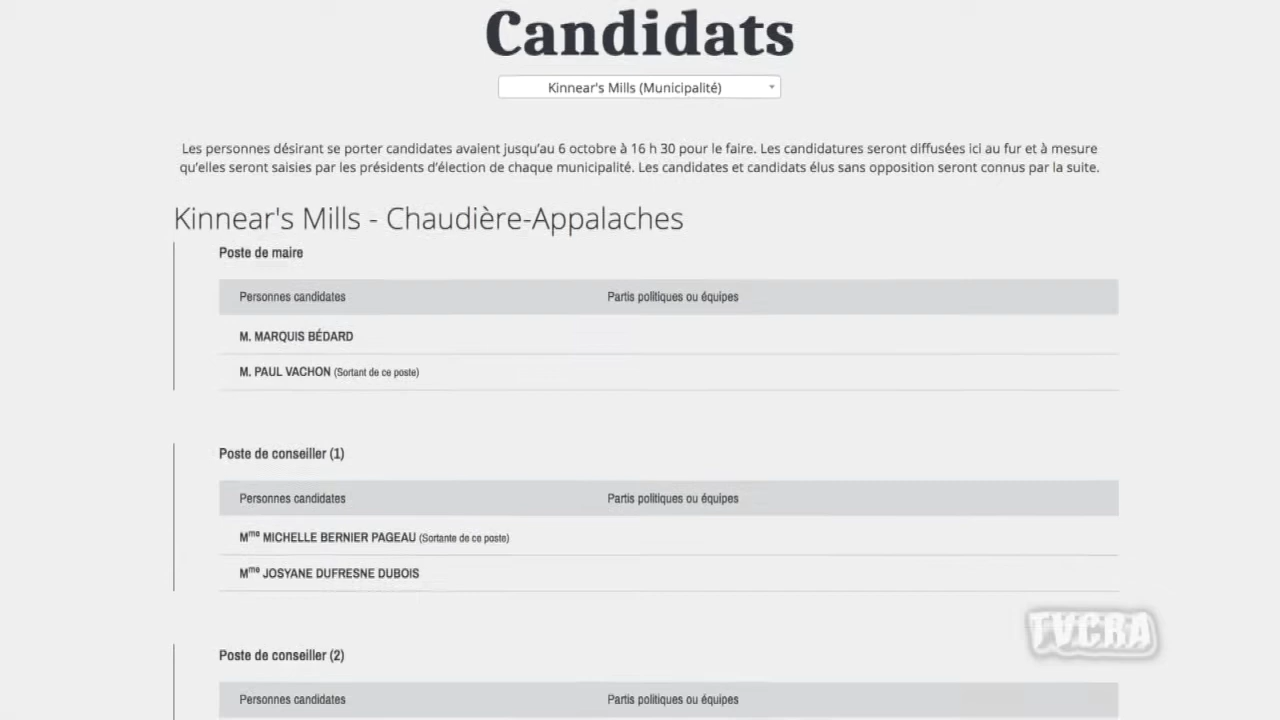 Candidats
Kinnear's Mills (Municipalité)
Les personnes désirant se porter candidates avaient jusqu'au 6 octobre à 16 h 30 pour le faire. Les candidatures seront diffusées ici au fur et à mesure
qu'elles seront saisies par les présidents d'élection de chaque municipalité. Les candidates et candidats élus sans opposition seront connus par la suite.
Kinnear's Mills - Chaudière-Appalaches
Poste de maire
Personnes candidates Partis politiques ou équipes
M. MARQUIS BÉDARD
M. PAUL VACHON (Sortant de ce poste)
Poste de conseiller (1)
Personnes candidates Partis politiques ou équipes
Mme MICHELLE BERNIER PAGEAU (Sortante de ce poste)
Mme JOSYANE DUFRESNE DUBOIS
TVCRA
Poste de conseiller (2)
Personnes candidates Partis politiques ou équipes